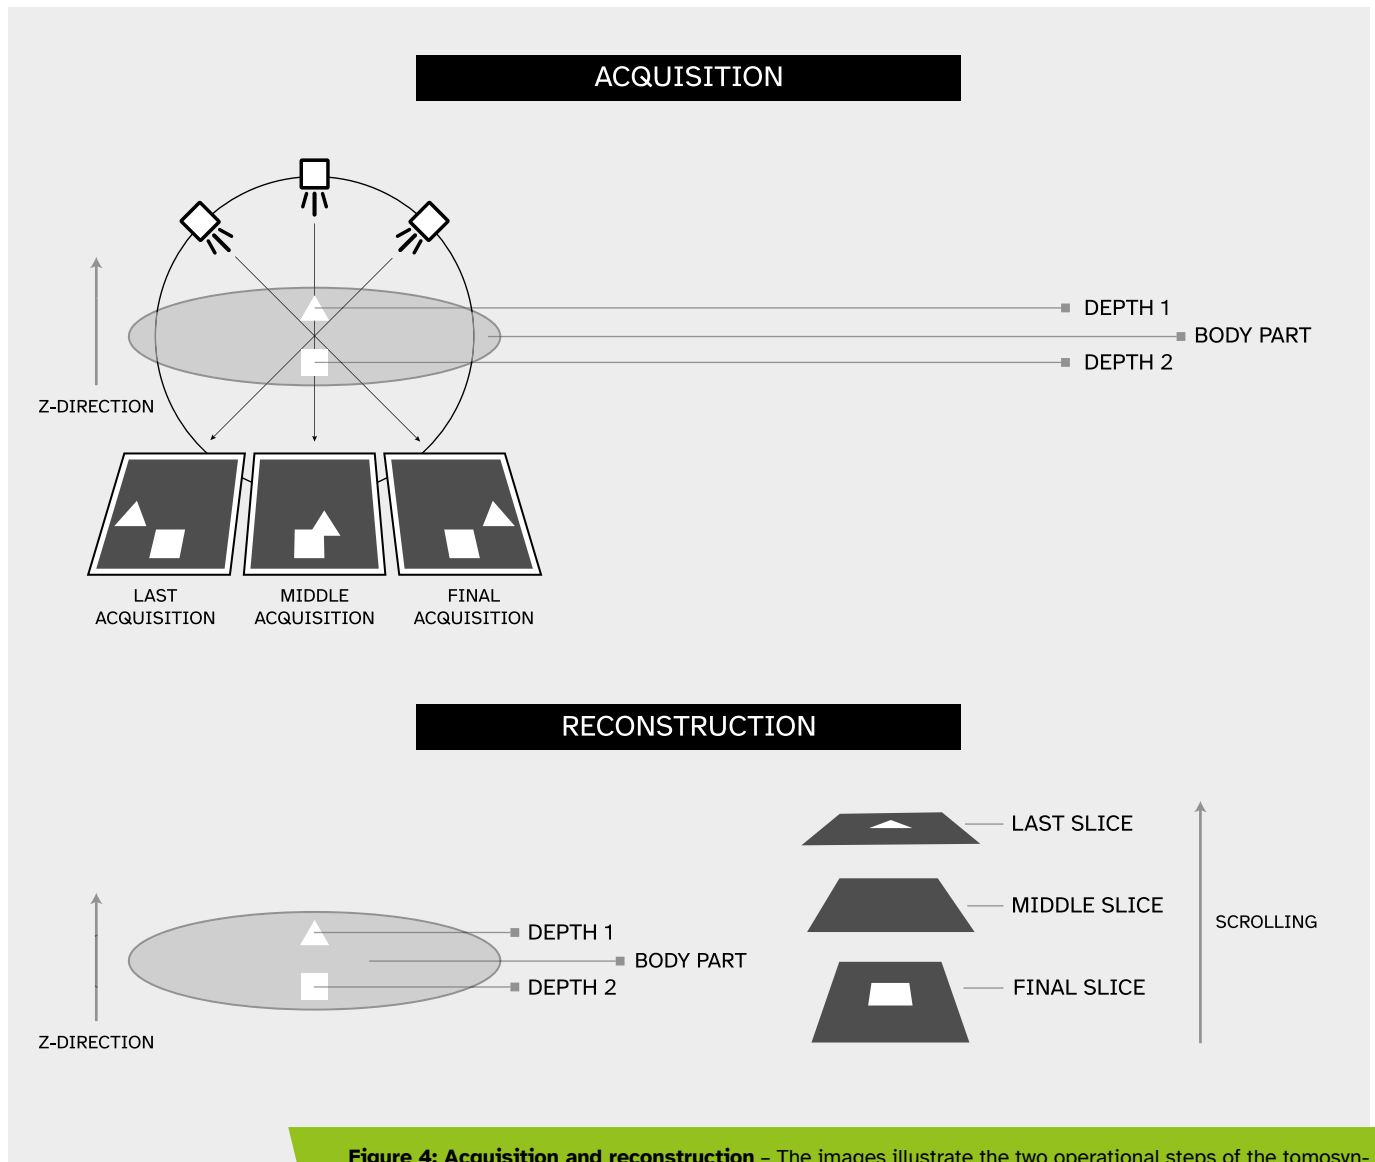 ACQUISITION
DEPTH 1
BODY PART
DEPTH 2
Z-DIRECTION
LAST
ACQUISITION
MIDDLE
ACQUISITION
FINAL
ACQUISITION
RECONSTRUCTION
LAST SLICE
MIDDLE SLICE
SCROLLING
DEPTH 1
BODY PART
DEPTH 2
FINAL SLICE
Z-DIRECTION
Figure 4: Acquisition and reconstruction – The images illustrate the two operational steps of the tomosyn-